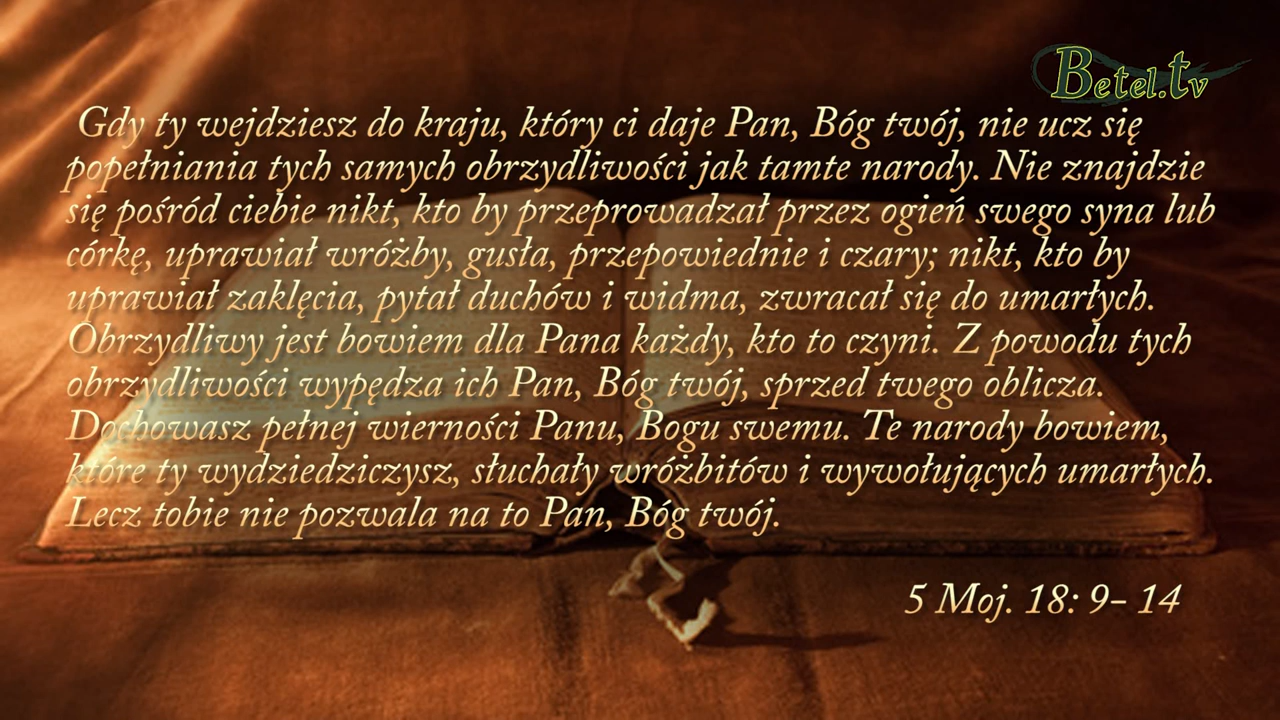 Betel.tv
Gdy ty wejdziesz do kraju, który ci daje Pan, Bóg twój, nie ucz się
popełniania tych samych obrzydliwości jak tamte narody. Nie znajdzie
się pośród ciebie nikt, kto by przeprowadzał przez ogień swego syna lub
córkę, uprawiał wróżby, gusła, przepowiednie i czary; nikt, kto by
uprawiał zaklęcia, pytał duchów i widma, zwracał się do umarłych.
Obrzydliwy jest bowiem dla Pana każdy, kto to czyni. Z powodu tych
obrzydliwości wypędza ich Pan, Bóg twój, sprzed twego oblicza.
Dochowasz pełnej wierności Panu, Bogu swemu. Te narody bowiem,
które ty wydziedziczysz, słuchały wróżbitów i wywołujących umarłych.
Lecz tobie nie pozwala na to Pan, Bóg twój.
5 Moj. 18: 9- 14